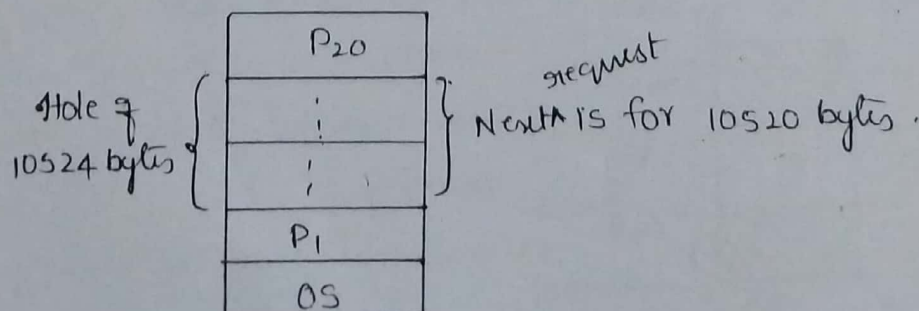 P20
request
Hole of
10524 bytes
Next ^ is for 10520 bytes.
P1
OS